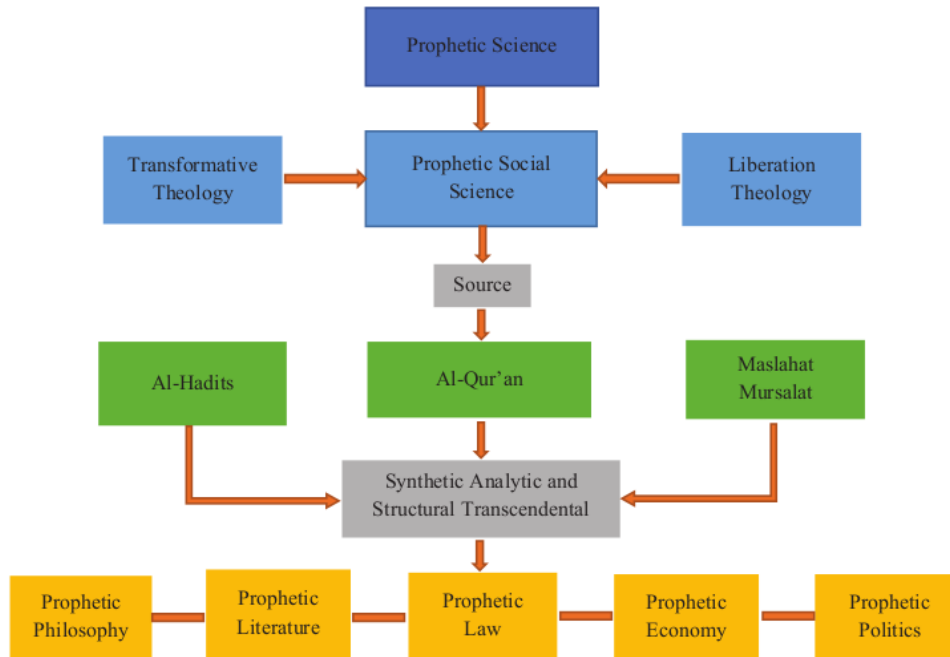 Prophetic Science
Transformative
Theology
Prophetic Social
Science
Liberation
Theology
Source
Al-Hadits
Al-Qur’an
Maslahat
Mursalat
Synthetic Analytic and
Structural Transcendental
Prophetic
Philosophy
Prophetic
Literature
Prophetic
Law
Prophetic
Economy
Prophetic
Politics